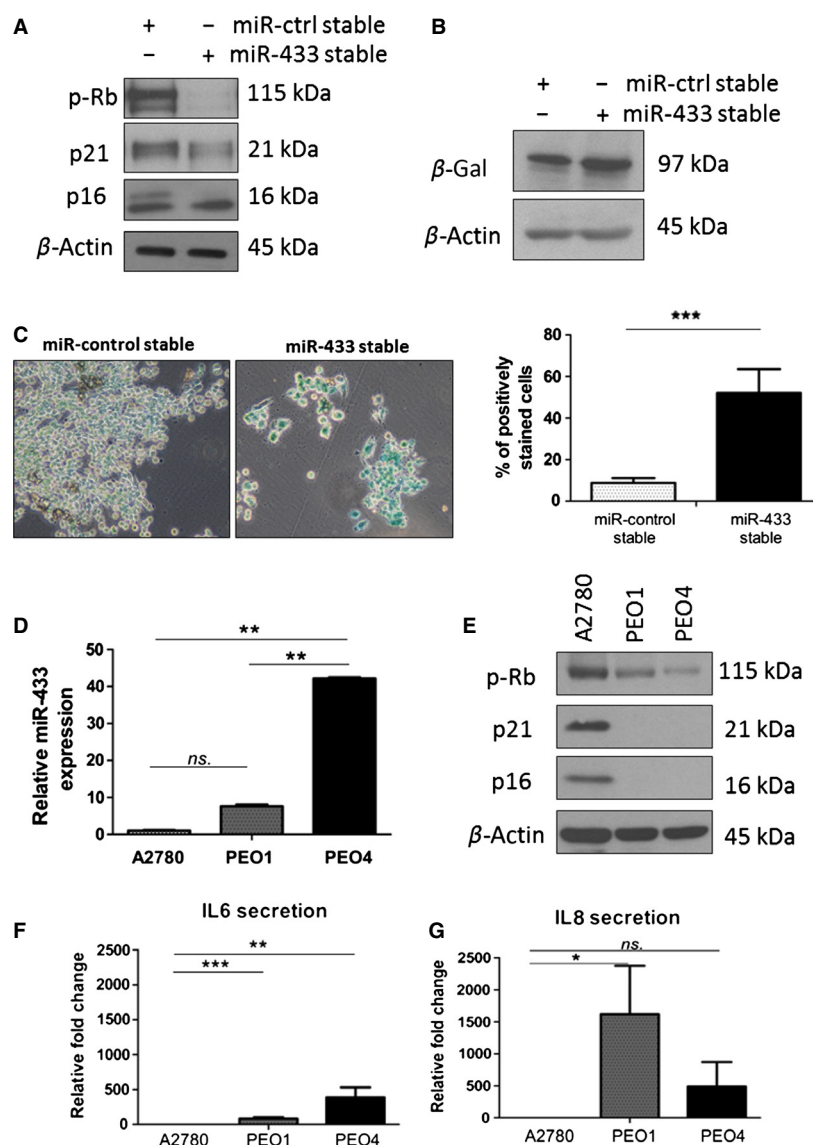 A
+ − miR-ctrl stable
− + miR-433 stable
p-Rb 115 kDa
p21 21 kDa
p16 16 kDa
β-Actin 45 kDa
B
+ − miR-ctrl stable
− + miR-433 stable
β-Gal 97 kDa
β-Actin 45 kDa
C
miR-control stable
miR-433 stable
% of positively
stained cells
80
60
40
20
0
***
miR-control
stable
miR-433
stable
D
Relative miR-433
expression
50
40
30
20
10
0
**
**
ns.
A2780 PEO1 PEO4
E
A2780 PEO1 PEO4
p-Rb 115 kDa
p21 21 kDa
p16 16 kDa
β-Actin 45 kDa
F
IL6 secretion
Relative fold change
2500
2000
1500
1000
500
0
**
***
A2780 PEO1 PEO4
G
IL8 secretion
Relative fold change
2500
2000
1500
1000
500
0
ns.
*
A2780 PEO1 PEO4